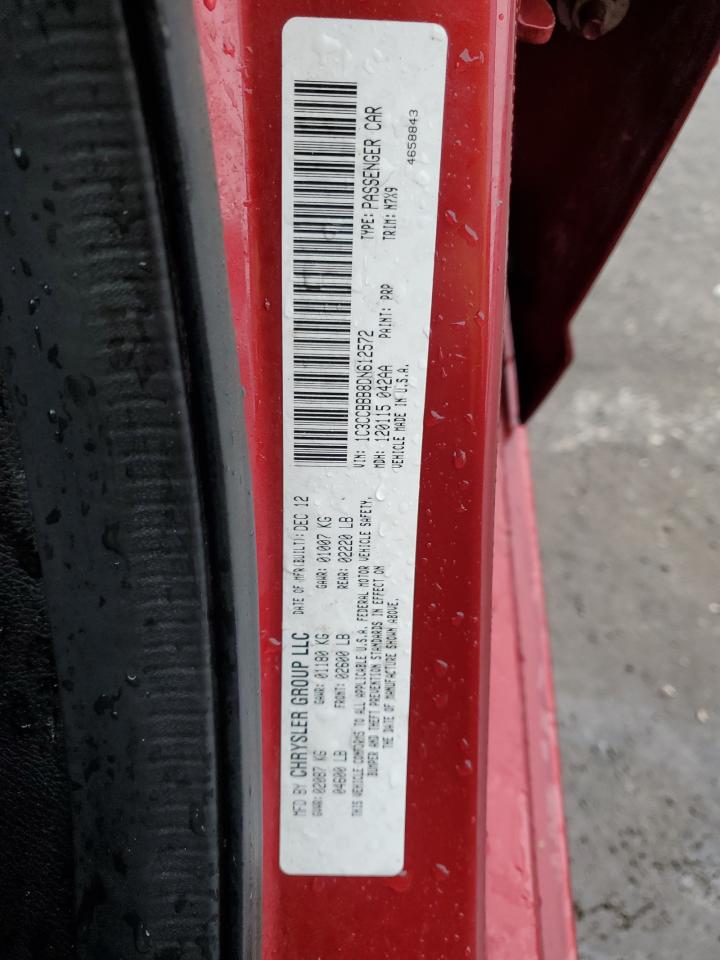 MFD BY CHRYSLER GROUP LLC DATE OF MFR(BUILT): DEC 12
GVWR: 02087 KG GAWR: 01180 KG GAWR: 01007 KG
04600 LB FRONT: 02600 LB REAR: 02220 LB
THIS VEHICLE CONFORMS TO ALL APPLICABLE U.S.A. FEDERAL MOTOR VEHICLE SAFETY,
BUMPER AND THEFT PREVENTION STANDARDS IN EFFECT ON
THE DATE OF MANUFACTURE SHOWN ABOVE.
VIN: 1C3CCBBB8DN612572 TYPE: PASSENGER CAR
MDH: 120115 042AA PAINT: PRP TRIM: M7X9
VEHICLE MADE IN U.S.A. 4658843